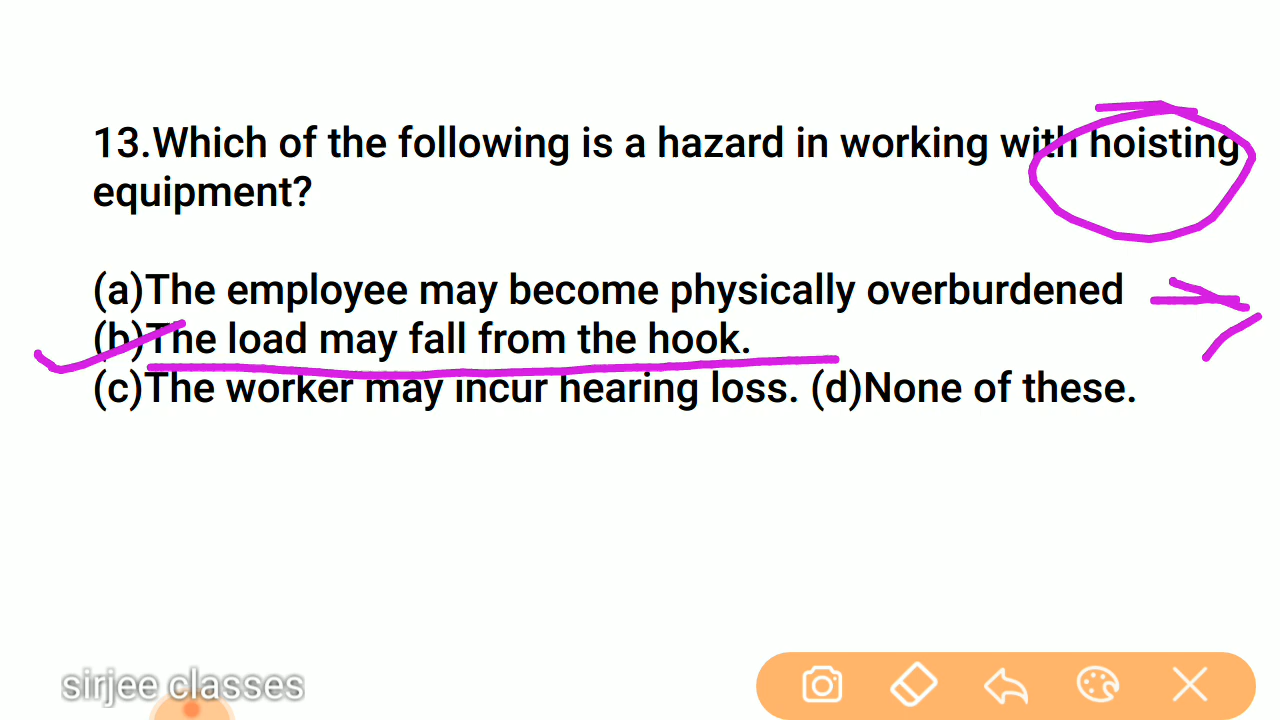 13.Which of the following is a hazard in working with hoisting
equipment?
(a)The employee may become physically overburdened
(b)The load may fall from the hook.
(c)The worker may incur hearing loss. (d)None of these.
sirjee classes